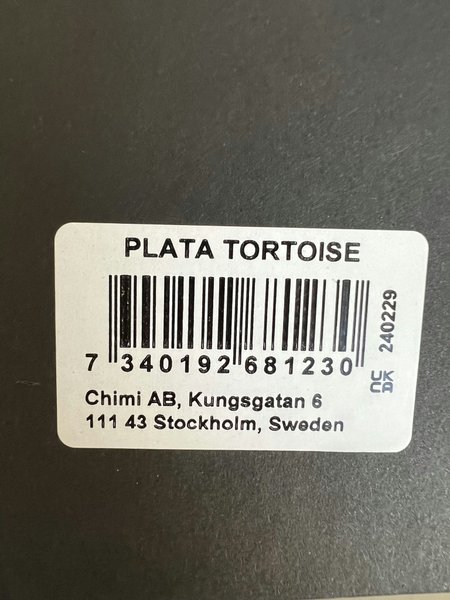 PLATA TORTOISE
7 340192 681230
240229
UK
CA
Chimi AB, Kungsgatan 6
111 43 Stockholm, Sweden